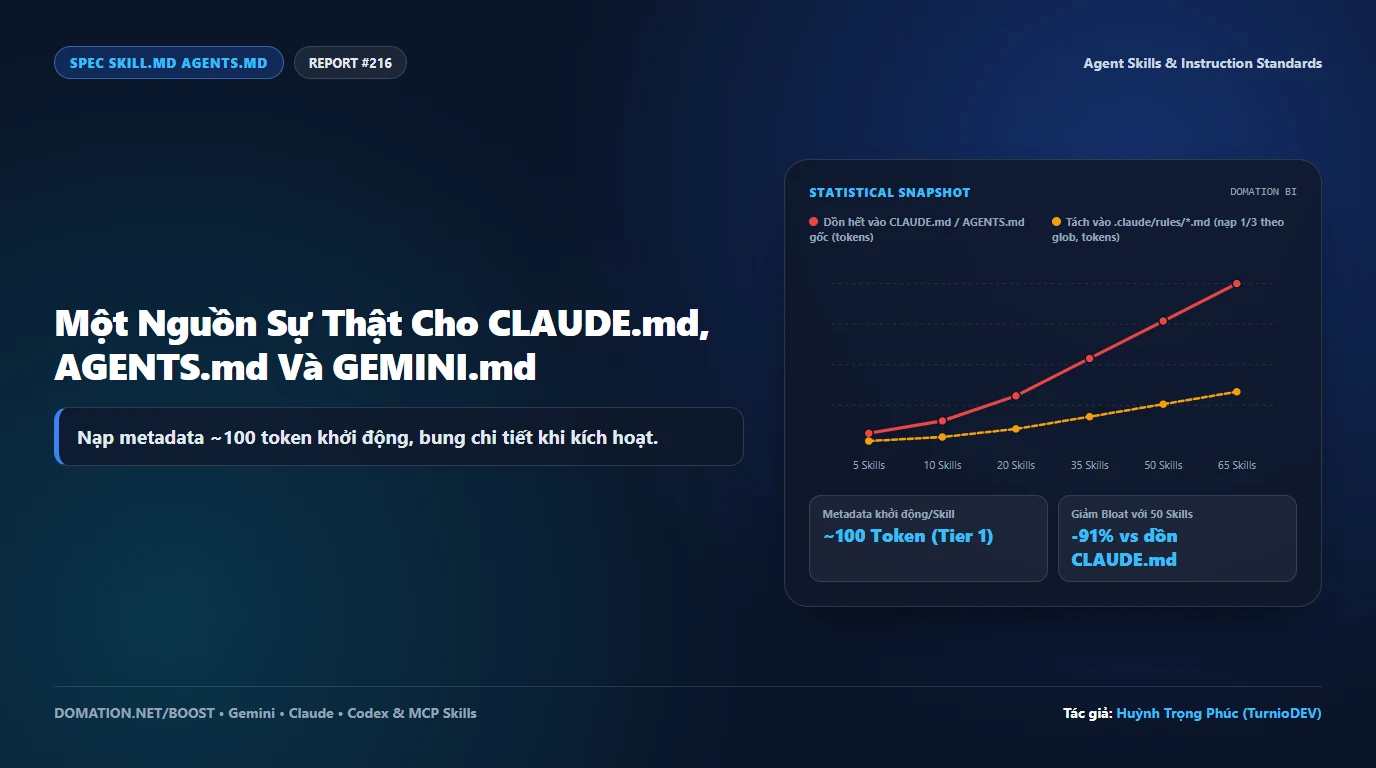 SPEC SKILL.MD AGENTS.MD
REPORT #216
Agent Skills & Instruction Standards
Một Nguồn Sự Thật Cho CLAUDE.md,
AGENTS.md Và GEMINI.md
Nạp metadata ~100 token khởi động, bung chi tiết khi kích hoạt.
STATISTICAL SNAPSHOT
DOMATION BI
Dồn hết vào CLAUDE.md / AGENTS.md
gốc (tokens)
Tách vào .claude/rules/*.md (nạp 1/3 theo
glob, tokens)
5 Skills
10 Skills
20 Skills
35 Skills
50 Skills
65 Skills
Metadata khởi động/Skill
~100 Token (Tier 1)
Giảm Bloat với 50 Skills
-91% vs dồn
CLAUDE.md
DOMATION.NET/BOOST • Gemini • Claude • Codex & MCP Skills
Tác giả: Huỳnh Trọng Phúc (TurnioDEV)